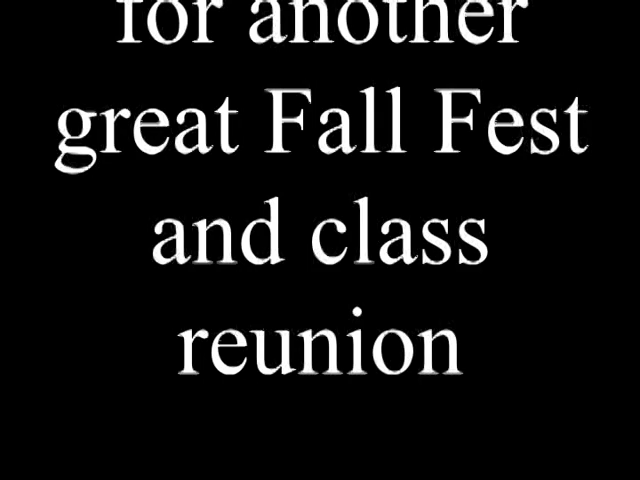 for another
great Fall Fest
and class
reunion